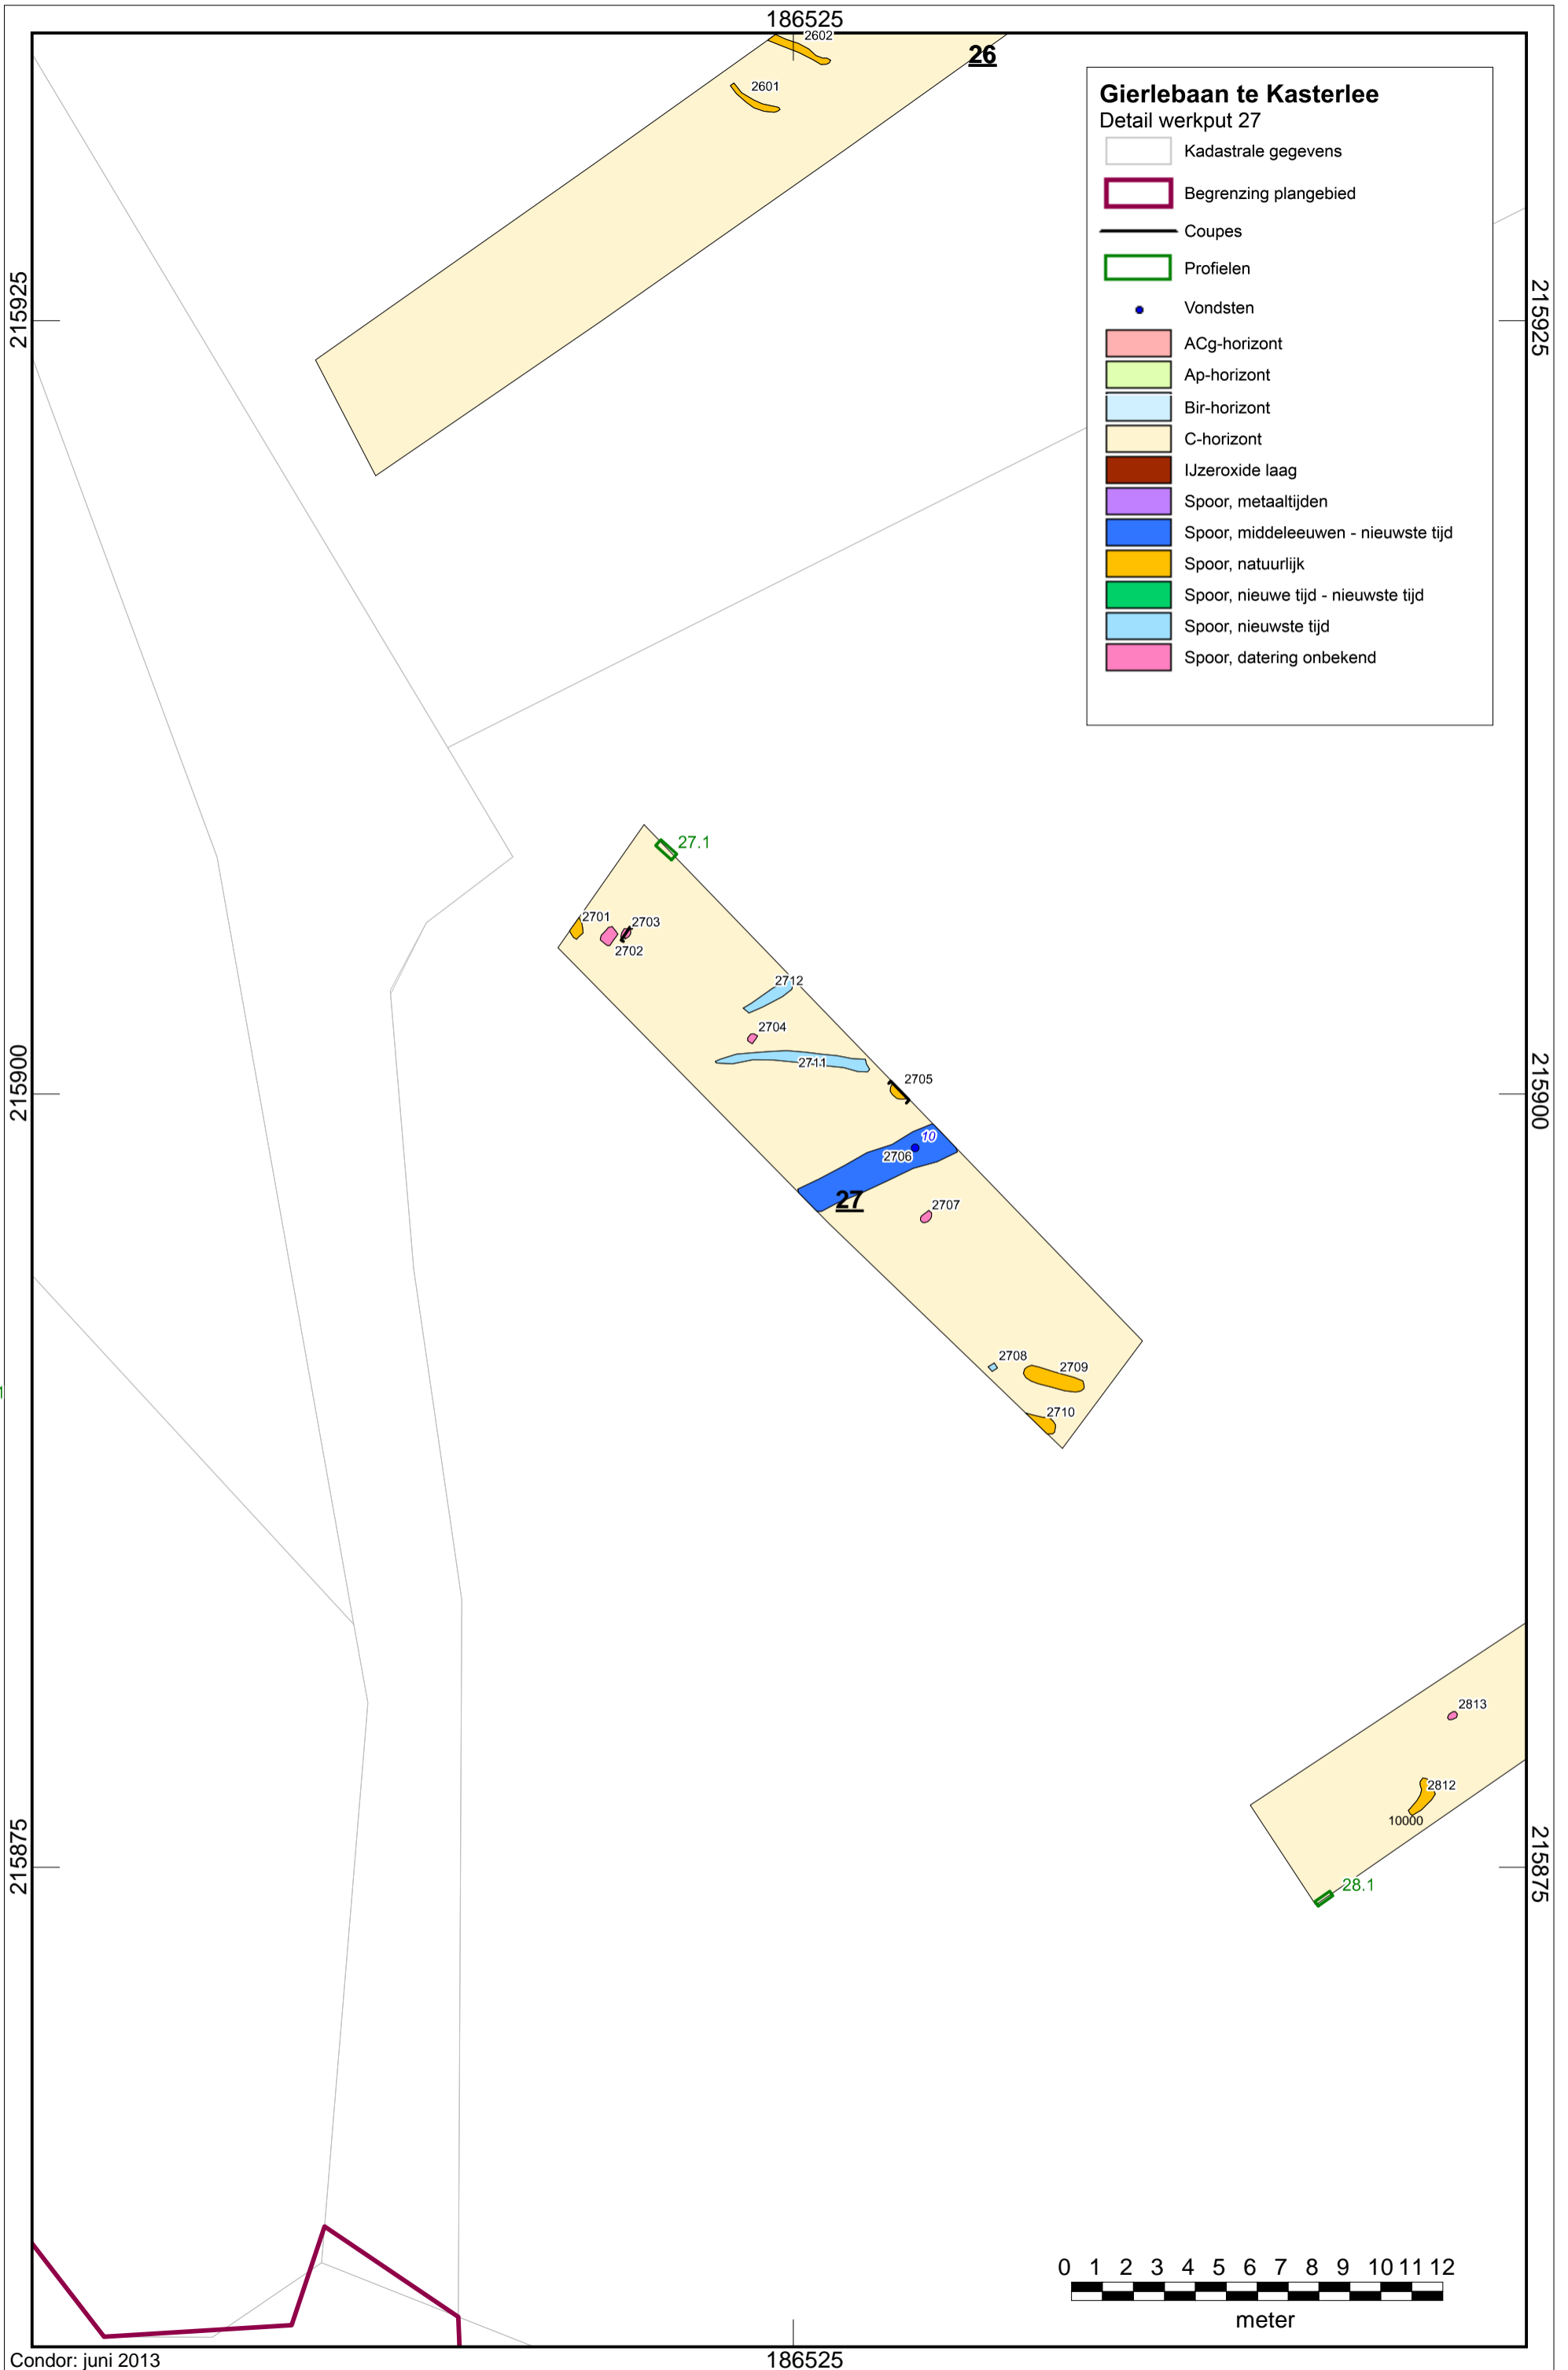 186525
2602
26
2601
Gierlebaan te Kasterlee
Detail werkput 27
Kadastrale gegevens
Begrenzing plangebied
Coupes
Profielen
Vondsten
ACg-horizont
Ap-horizont
Bir-horizont
C-horizont
IJzeroxide laag
Spoor, metaaltijden
Spoor, middeleeuwen - nieuwste tijd
Spoor, natuurlijk
Spoor, nieuwe tijd - nieuwste tijd
Spoor, nieuwste tijd
Spoor, datering onbekend
215925
215925
27.1
2701
2703
2702
2712
2704
2711
2705
215900
215900
10
2706
27
2707
2708
2709
2710
2813
2812
10000
215875
215875
28.1
0 1 2 3 4 5 6 7 8 9 10 11 12
meter
Condor: juni 2013
186525